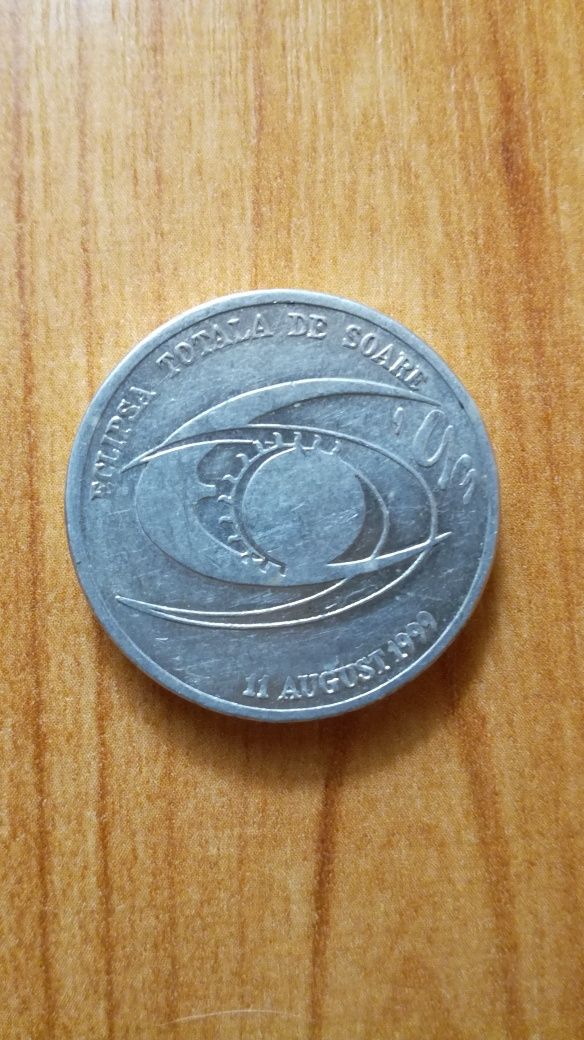 ECLIPSA TOTALA DE SOARE
11 AUGUST 1999